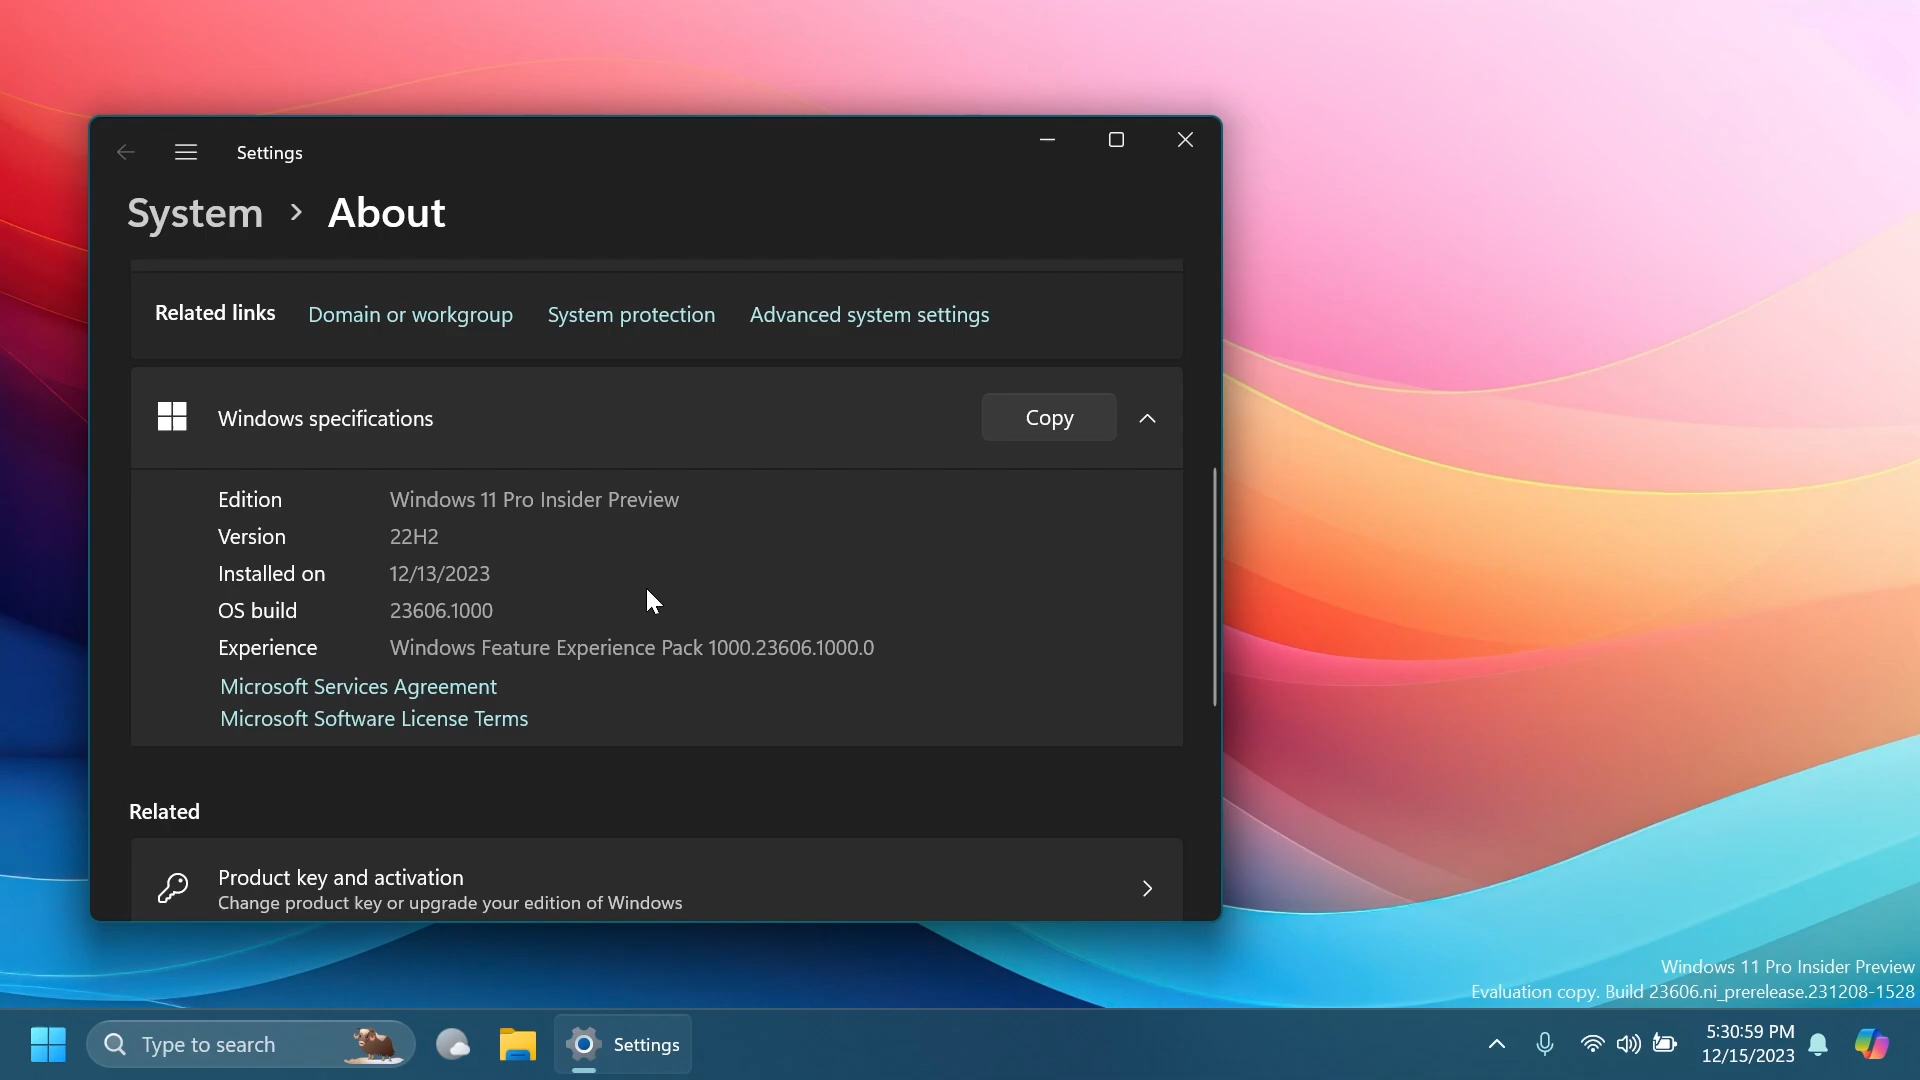 Settings
System > About
Related links Domain or workgroup System protection Advanced system settings
Windows specifications Copy
Edition Windows 11 Pro Insider Preview
Version 22H2
Installed on 12/13/2023
OS build 23606.1000
Experience Windows Feature Experience Pack 1000.23606.1000.0
Microsoft Services Agreement
Microsoft Software License Terms
Related
Product key and activation
Change product key or upgrade your edition of Windows
Windows 11 Pro Insider Preview
Evaluation copy. Build 23606.ni_prerelease.231208-1528
Type to search Settings
5:30:59 PM
12/15/2023